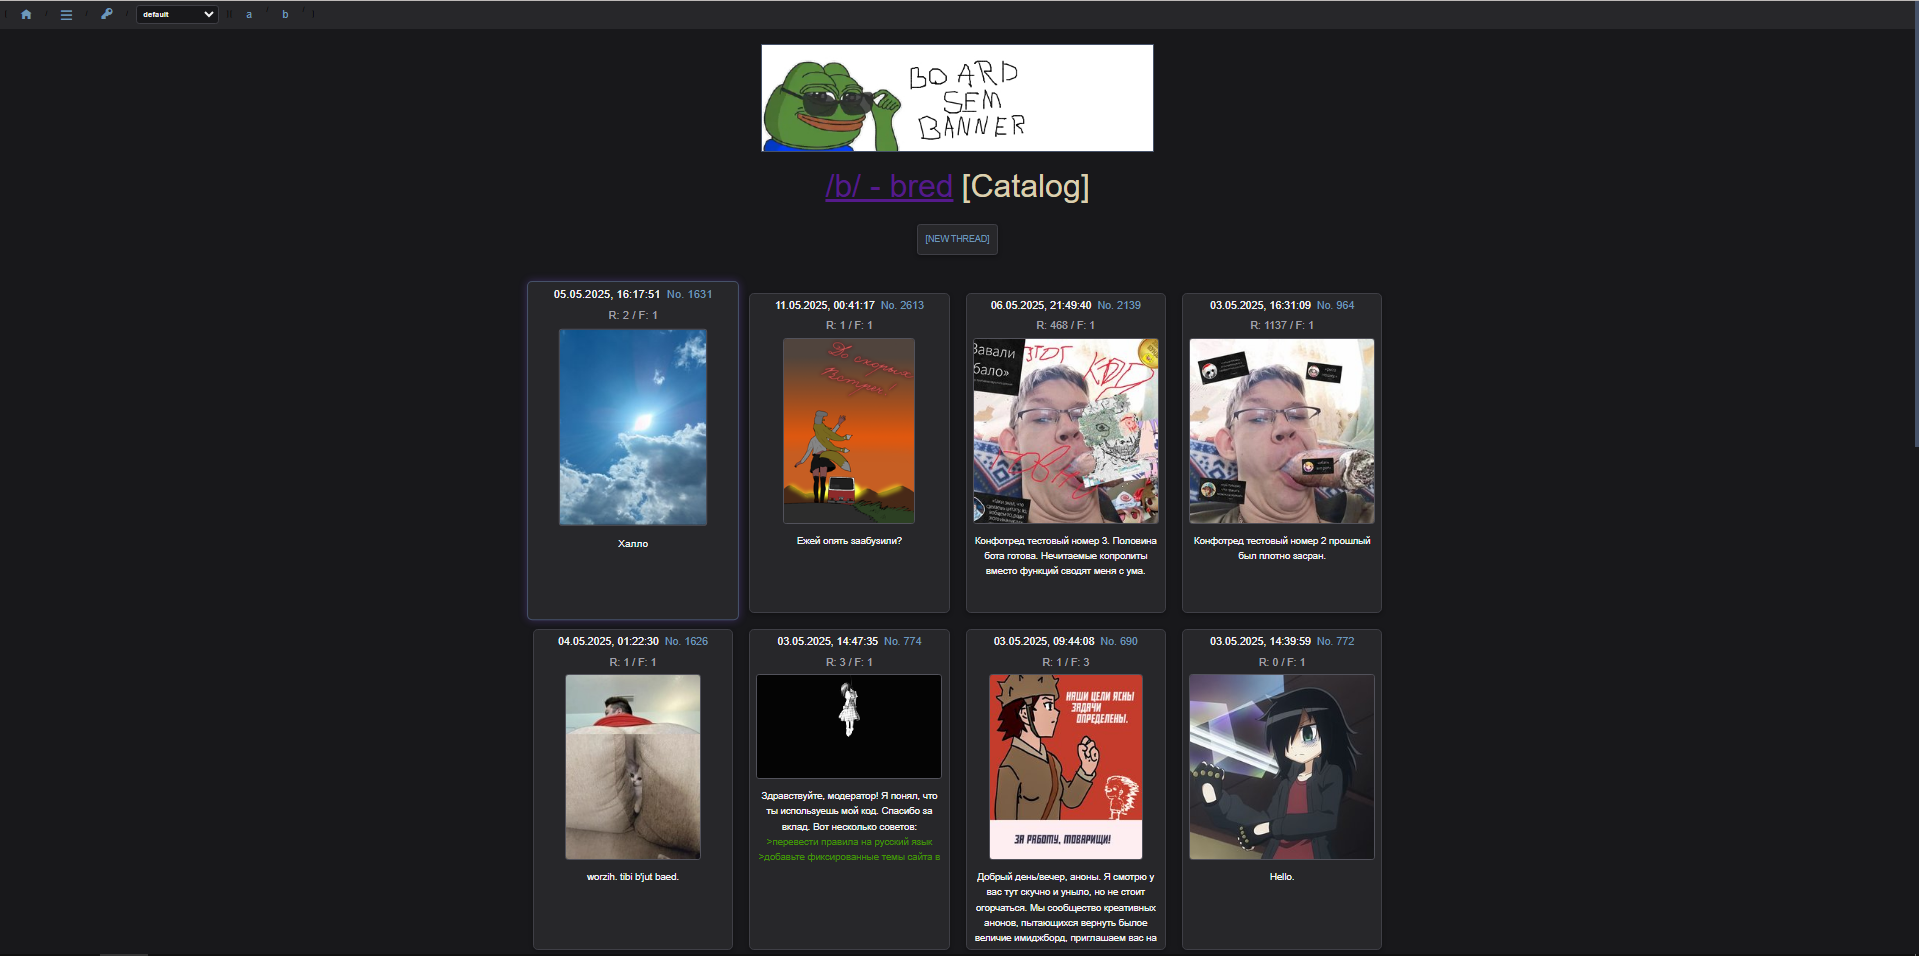 default
a
b
BOARD
SEM
BANNER
/b/ - bred [Catalog]
[NEW THREAD]
05.05.2025, 16:17:51 No. 1631
R: 2 / F: 1
Халло
11.05.2025, 00:41:17 No. 2613
R: 1 / F: 1
До скорых
Встреч!
Ежей опять заабузили?
06.05.2025, 21:49:40 No. 2139
R: 468 / F: 1
Завали
бало»
ЭТОТ
Конфотред тестовый номер 3. Половина
бота готова. Нечитаемые копролиты
вместо функций сводят меня с ума.
03.05.2025, 16:31:09 No. 964
R: 1137 / F: 1
Конфотред тестовый номер 2 прошлый
был плотно засран.
04.05.2025, 01:22:30 No. 1626
R: 1 / F: 1
worzih. tibi b'jut baed.
03.05.2025, 14:47:35 No. 774
R: 3 / F: 1
Здравствуйте, модератор! Я понял, что
ты используешь мой код. Спасибо за
вклад. Вот несколько советов:
>перевести правила на русский язык
>добавьте фиксированные темы сайта в
03.05.2025, 09:44:08 No. 690
R: 1 / F: 3
НАШИ ЦЕЛИ ЯСНЫ
ЗАДАЧИ
ОПРЕДЕЛЕНЫ.
ЗА РАБОТУ, ТОВАРИЩИ!
Добрый день/вечер, аноны. Я смотрю у
вас тут скучно и уныло, но не стоит
огорчаться. Мы сообщество креативных
анонов, пытающихся вернуть былое
величие имиджборд, приглашаем вас на
03.05.2025, 14:39:59 No. 772
R: 0 / F: 1
Hello.